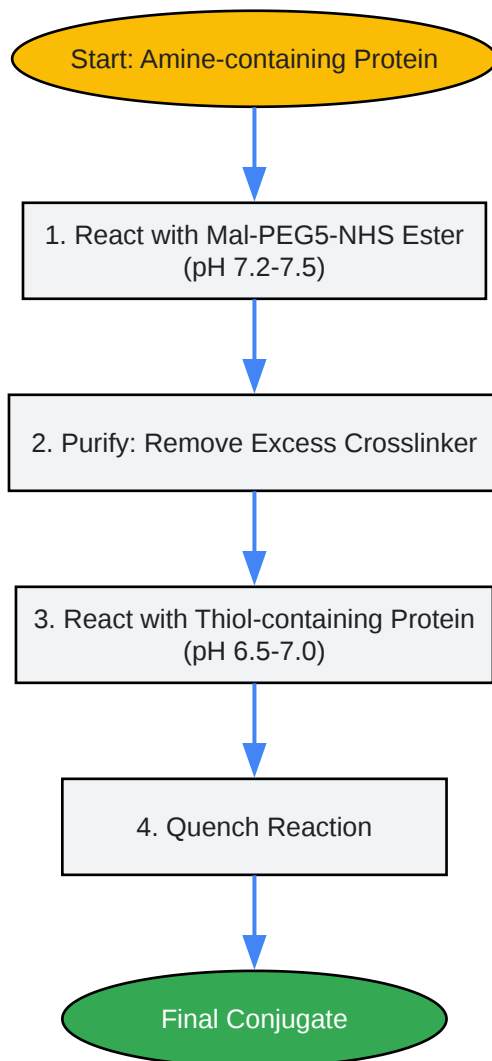 Start: Amine-containing Protein
1. React with Mal-PEG5-NHS Ester
(pH 7.2-7.5)
2. Purify: Remove Excess Crosslinker
3. React with Thiol-containing Protein
(pH 6.5-7.0)
4. Quench Reaction
Final Conjugate